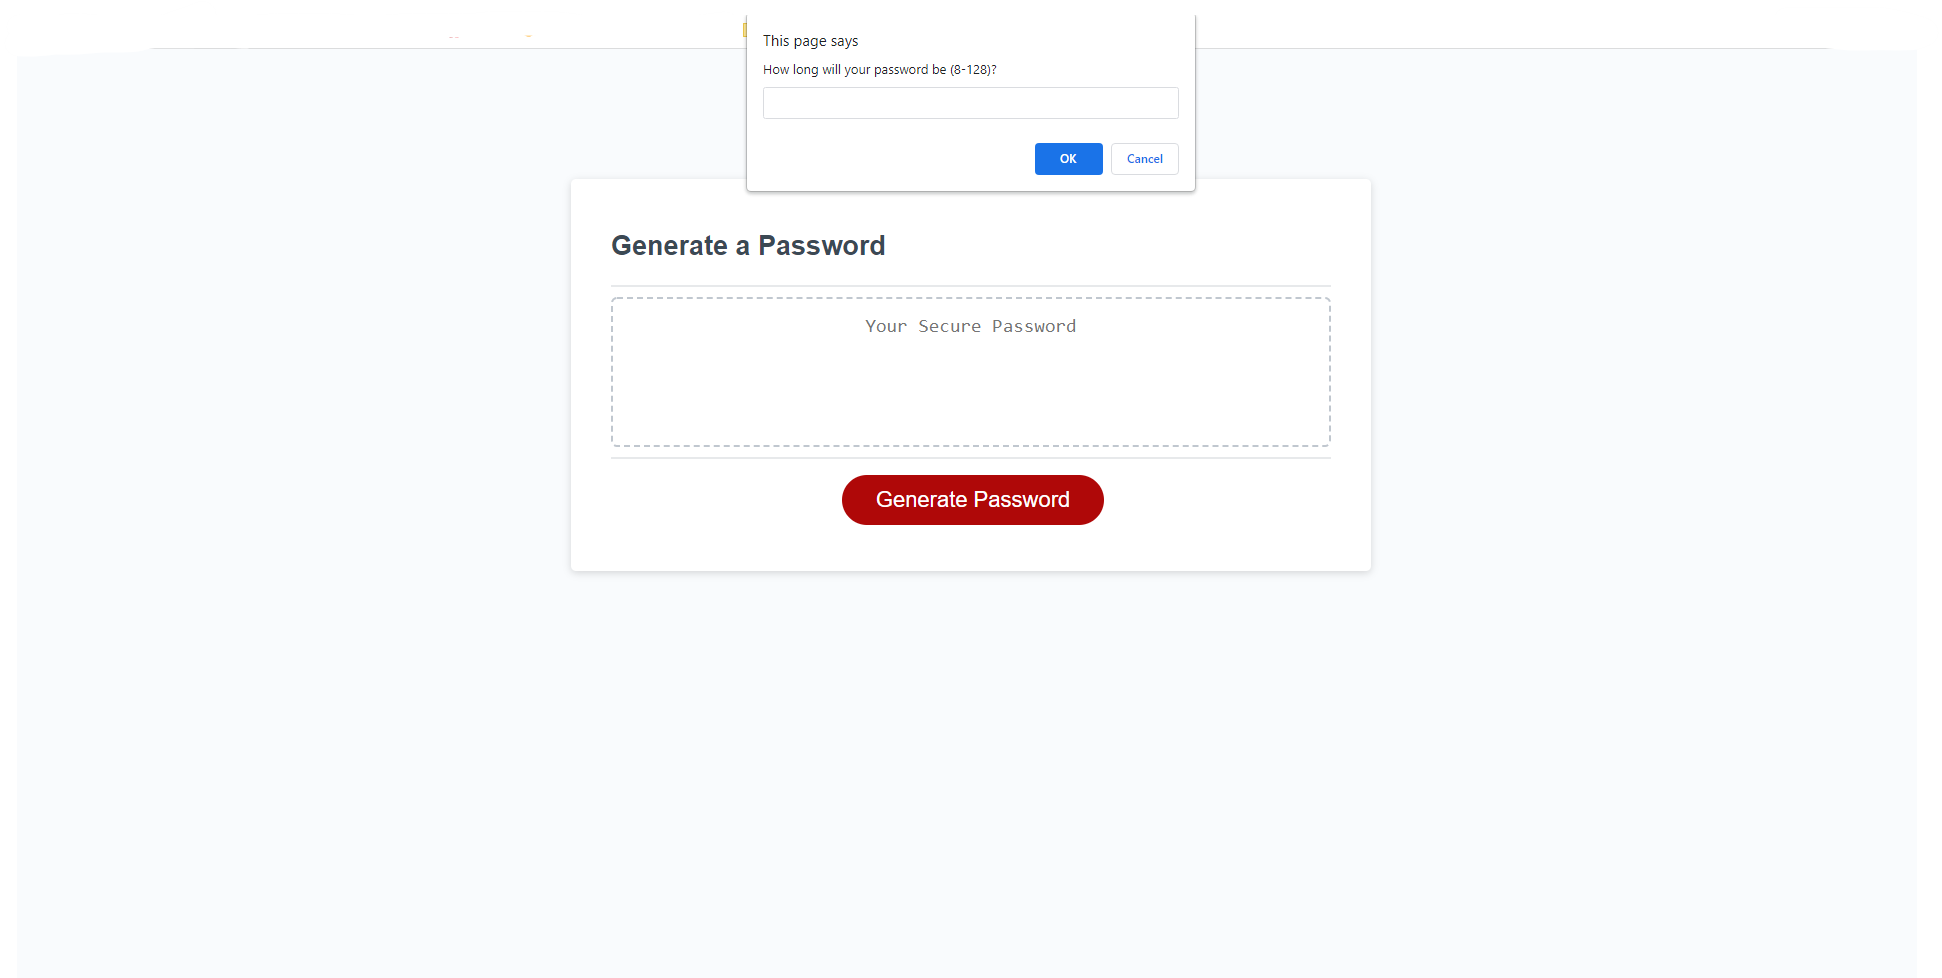 This page says
How long will your password be (8-128)?
OK
Cancel
Generate a Password
Your Secure Password
Generate Password